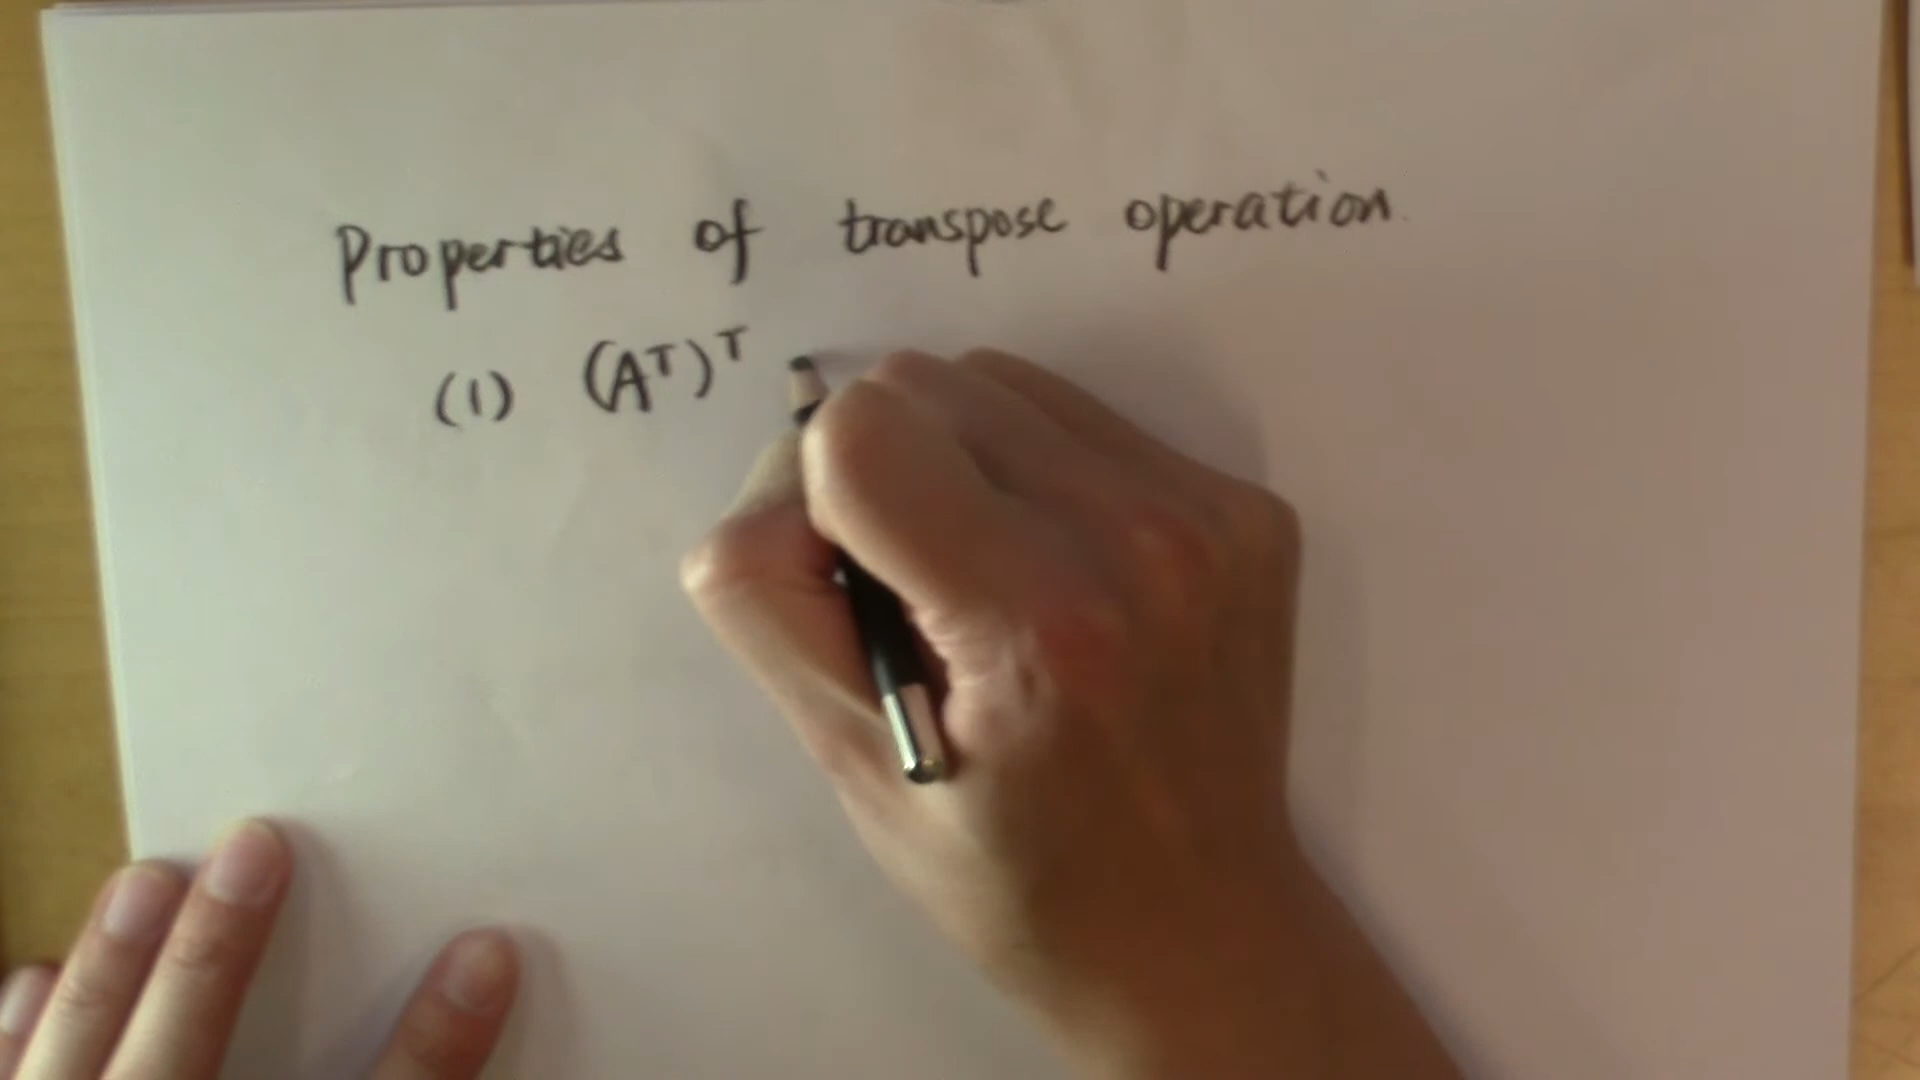 Properties of transpose operation.
(1) (Aᵀ)ᵀ